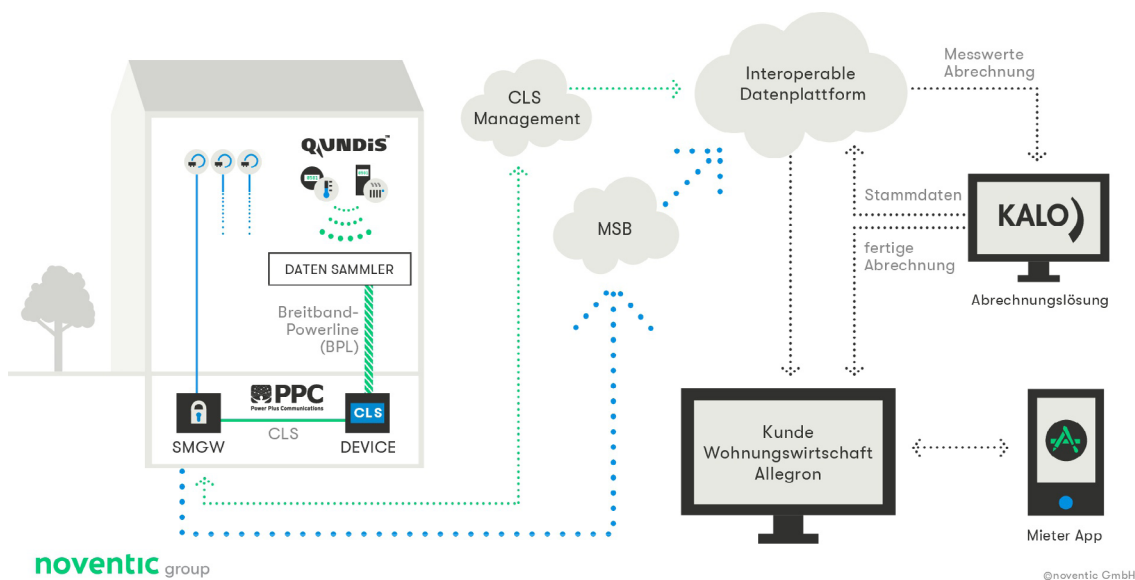 QUNDIS™
DATEN SAMMLER
Breitband-
Powerline
(BPL)
PPC
Power Plus Communications
CLS
CLS
SMGW
DEVICE
CLS
Management
MSB
Interoperable
Datenplattform
Messwerte
Abrechnung
Stammdaten
KALO
fertige
Abrechnung
Abrechnungslösung
Kunde
Wohnungswirtschaft
Allegron
Mieter App
noventic group
©noventic GmbH